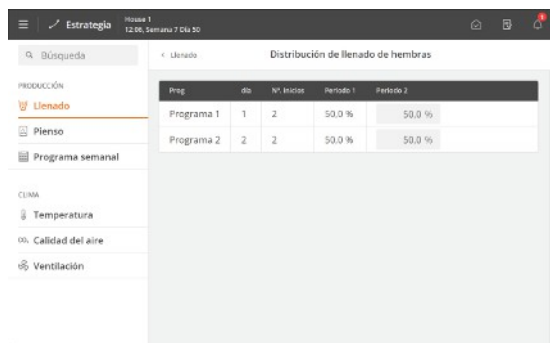 Estrategia
House 1
12:06, Semana 7 Día 50
Búsqueda
Llenado
Distribución de llenado de hembras
PRODUCCIÓN
Llenado
Pienso
Programa semanal
CLIMA
Temperatura
Calidad del aire
Ventilación
Prog día Nº. Inicios Periodo 1 Periodo 2
Programa 1 1 2 50,0 % 50.0 %
Programa 2 2 2 50,0 % 50.0 %